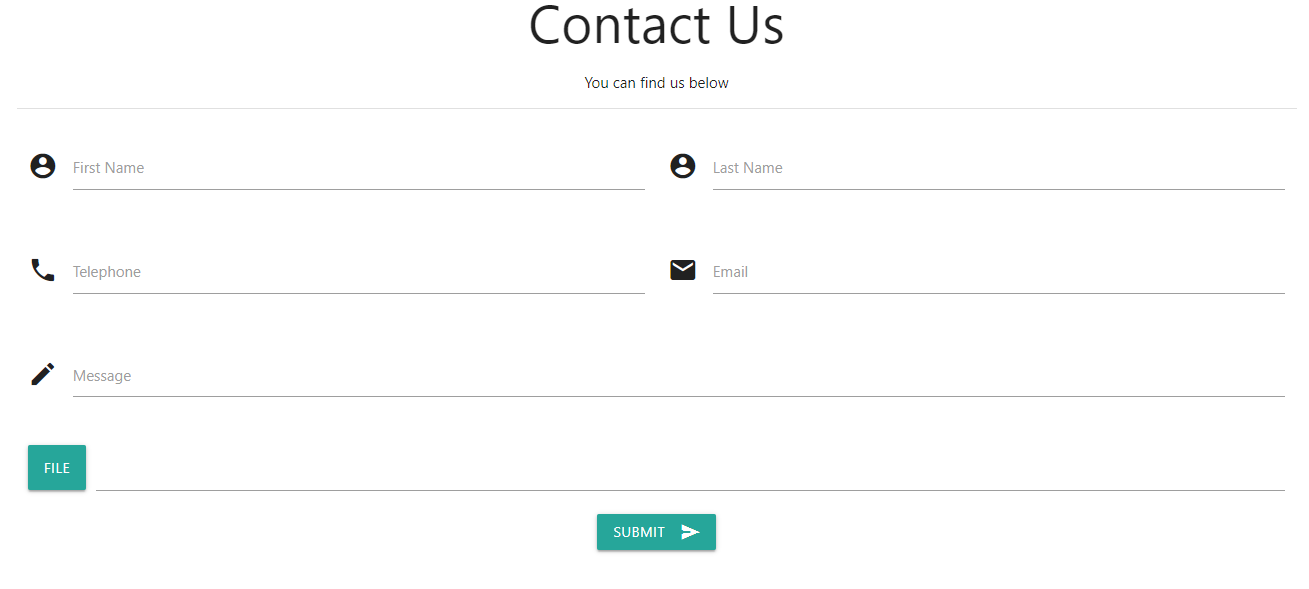 Contact Us
You can find us below
First Name
Last Name
Telephone
Email
Message
FILE
SUBMIT